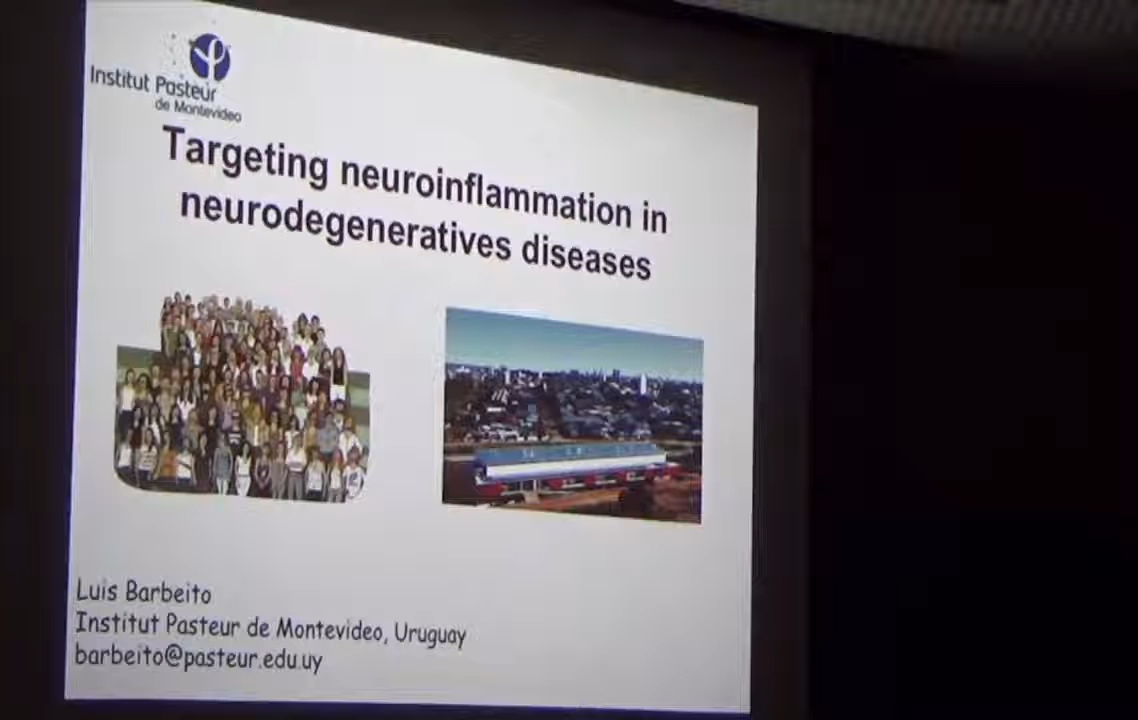 Institut Pasteur
de Montevideo
Targeting neuroinflammation in
neurodegeneratives diseases
Luis Barbeito
Institut Pasteur de Montevideo, Uruguay
barbeito@pasteur.edu.uy